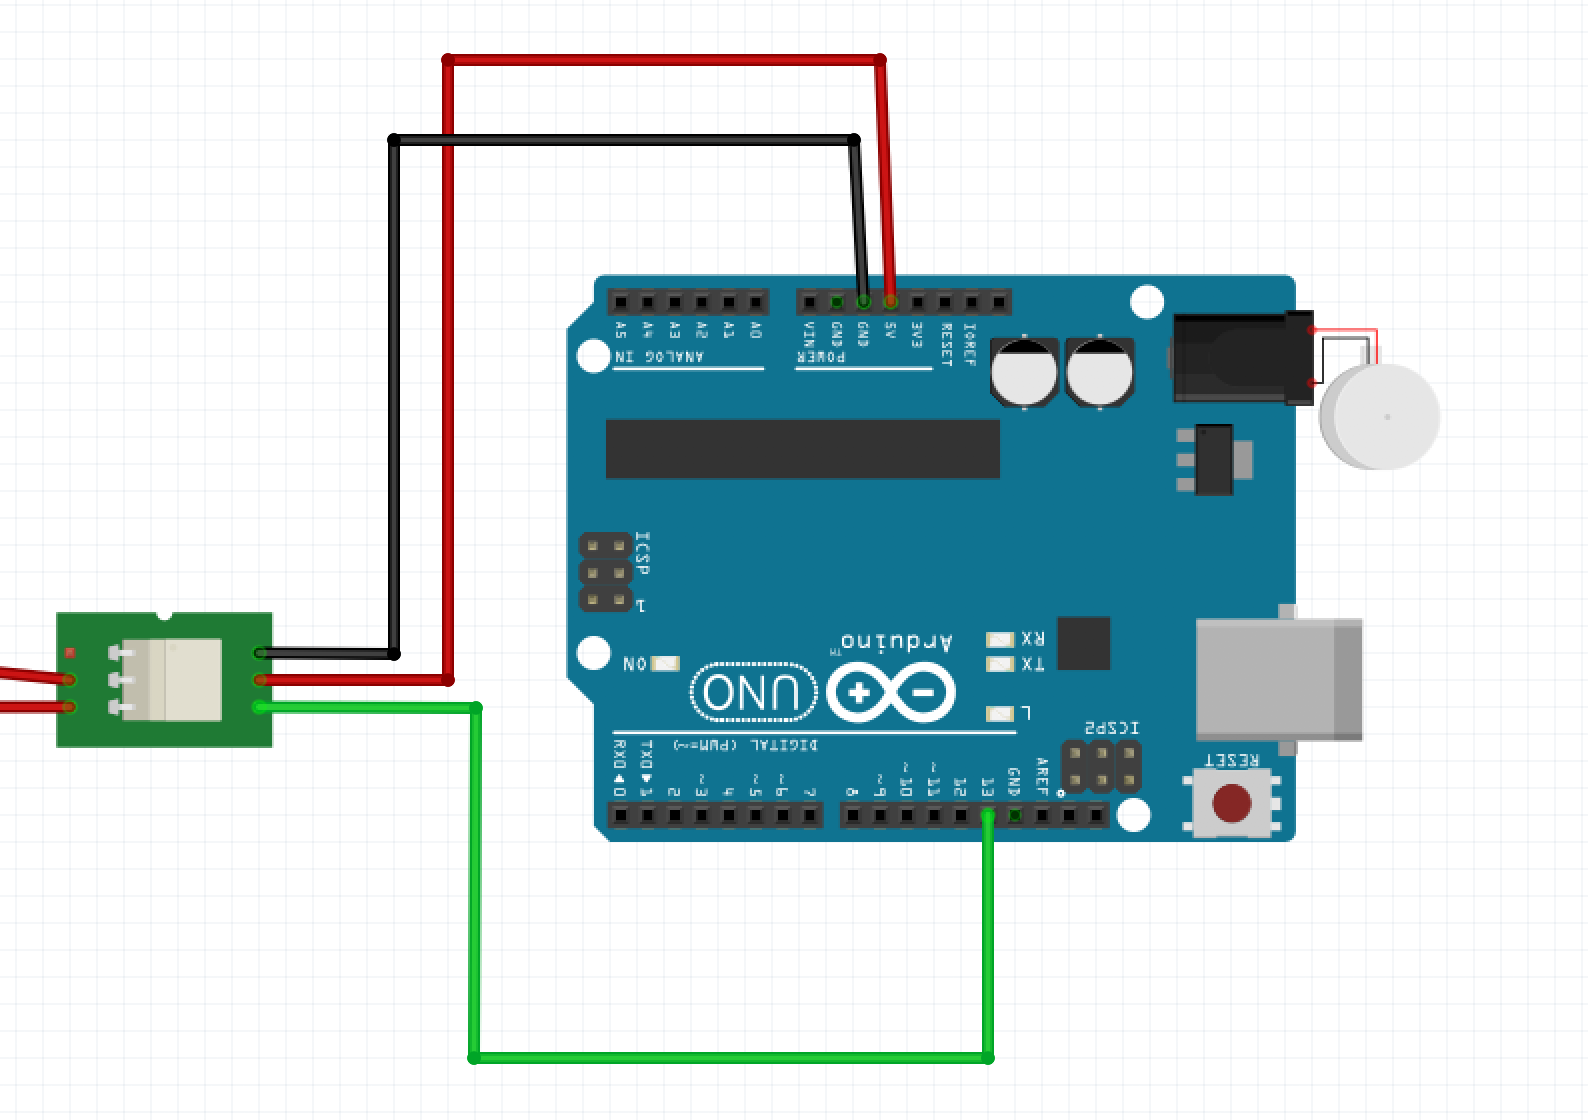 A5
A4
A3
A2
A1
A0
VIN
GND
GND
5V
3V3
RESET
IOREF
ANALOG IN
POWER
ICSP
1
ON
UNO
Arduino
TM
RX
TX
L
ICSP2
DIGITAL (PWM=~)
RX0◀0
TX0▶1
2
~3
4
~5
~6
7
8
~9
~10
~11
12
13
GND
AREF
RESET